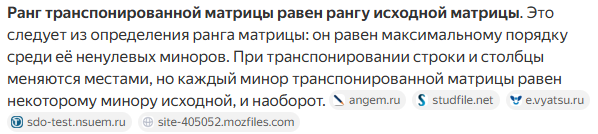 Ранг транспонированной матрицы равен рангу исходной матрицы. Это
следует из определения ранга матрицы: он равен максимальному порядку
среди её ненулевых миноров. При транспонировании строки и столбцы
меняются местами, но каждый минор транспонированной матрицы равен
некоторому минору исходной, и наоборот. angem.ru studfile.net e.vyatsu.ru
sdo-test.nsuem.ru site-405052.mozfiles.com